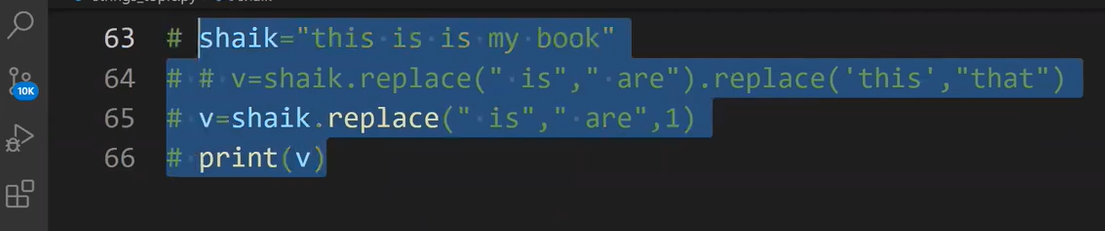 63 # shaik="this is is my book"
64 # # v=shaik.replace(" is"," are").replace('this',"that")
65 # v=shaik.replace(" is"," are",1)
66 # print(v)
10K